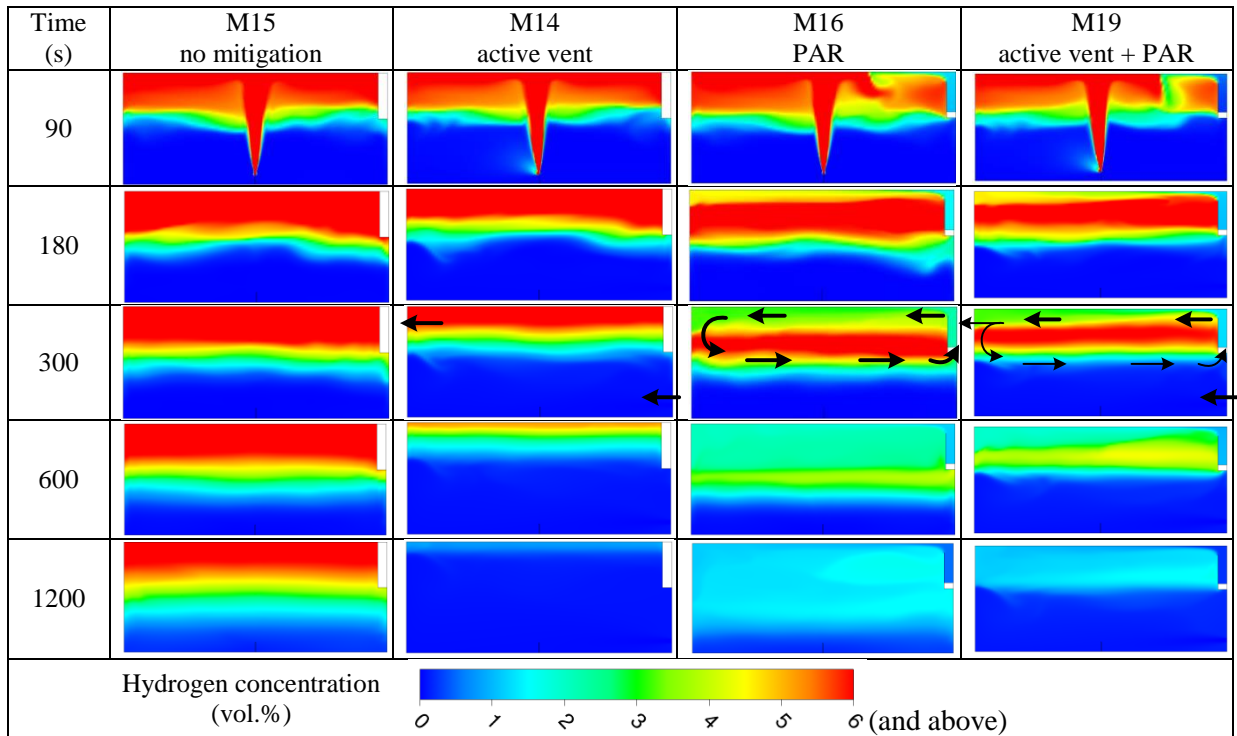 Time (s)
M15 no mitigation
M14 active vent
M16 PAR
M19 active vent + PAR
90
180
300
600
1200
Hydrogen concentration (vol.%)
0 1 2 3 4 5 6 (and above)